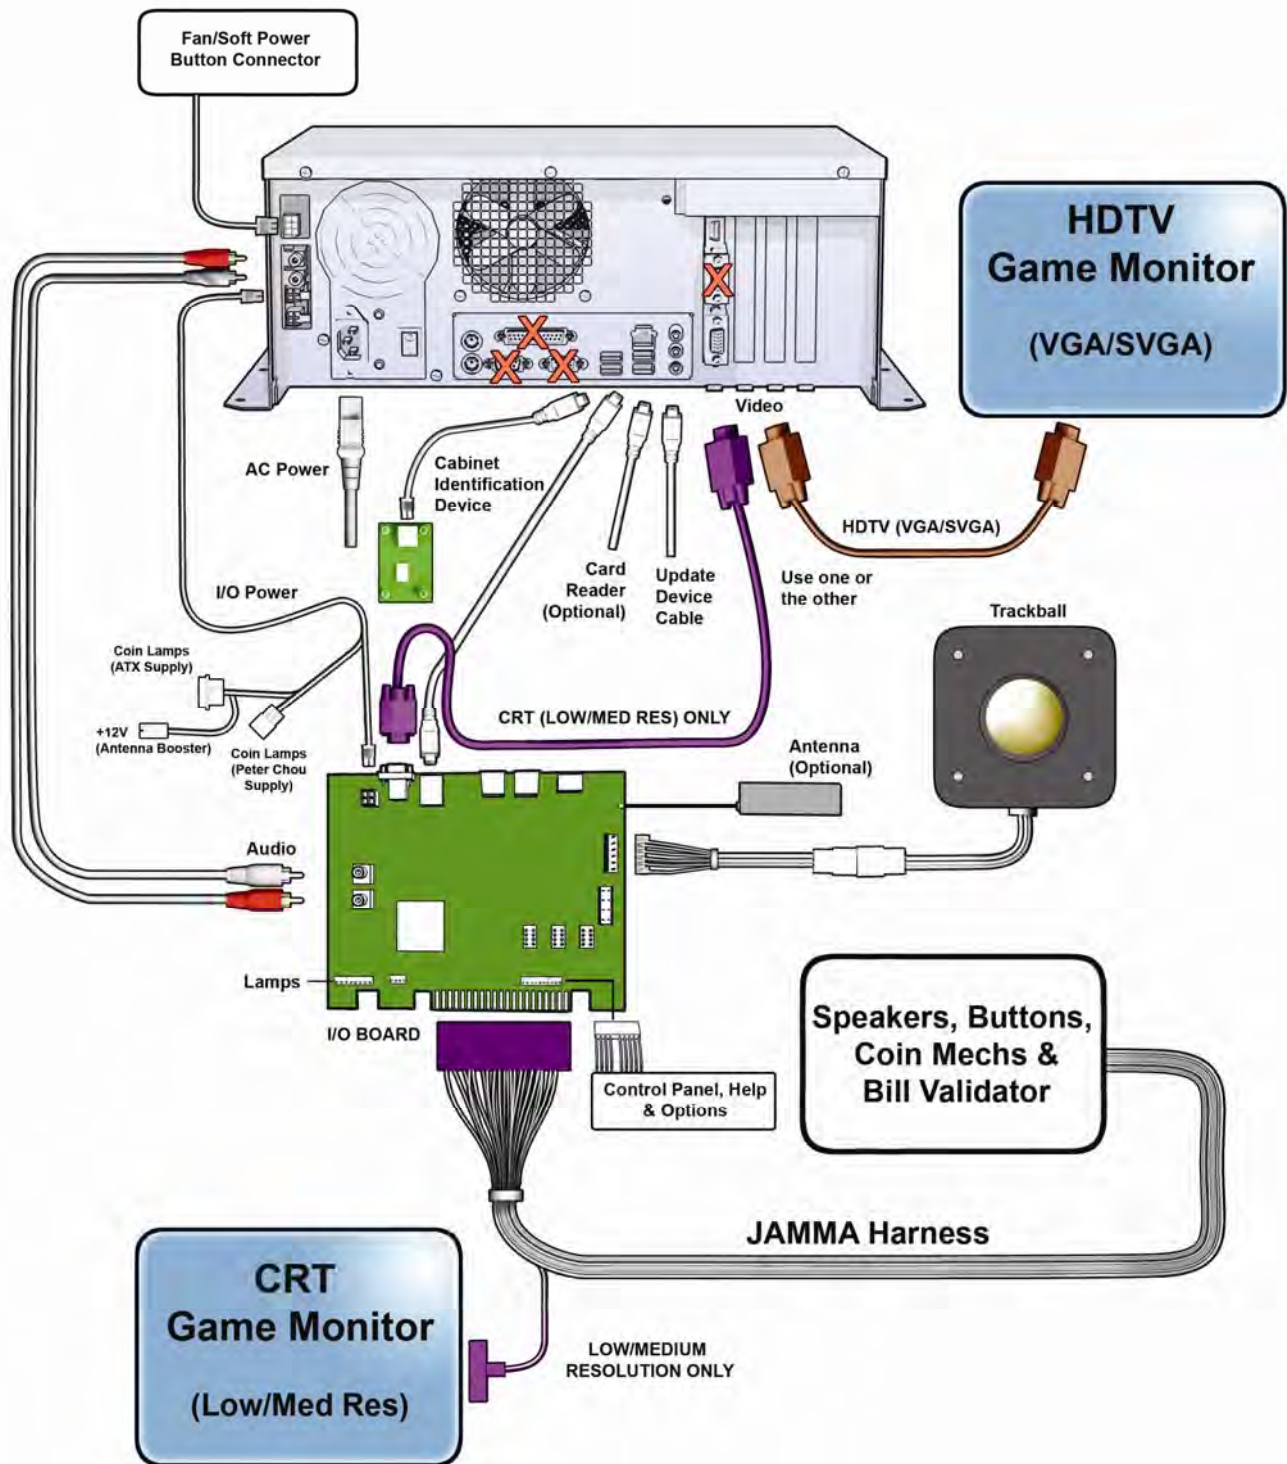 Fan/Soft Power
Button Connector
HDTV
Game Monitor
(VGA/SVGA)
X
X
X
X
Video
AC Power
Cabinet
Identification
Device
HDTV (VGA/SVGA)
Card
Reader
(Optional)
Update
Device
Cable
Use one or
the other
I/O Power
Trackball
Coin Lamps
(ATX Supply)
+12V
(Antenna Booster)
Coin Lamps
(Peter Chou
Supply)
CRT (LOW/MED RES) ONLY
Antenna
(Optional)
Audio
Lamps
I/O BOARD
Control Panel, Help
& Options
Speakers, Buttons,
Coin Mechs &
Bill Validator
JAMMA Harness
CRT
Game Monitor
(Low/Med Res)
LOW/MEDIUM
RESOLUTION ONLY